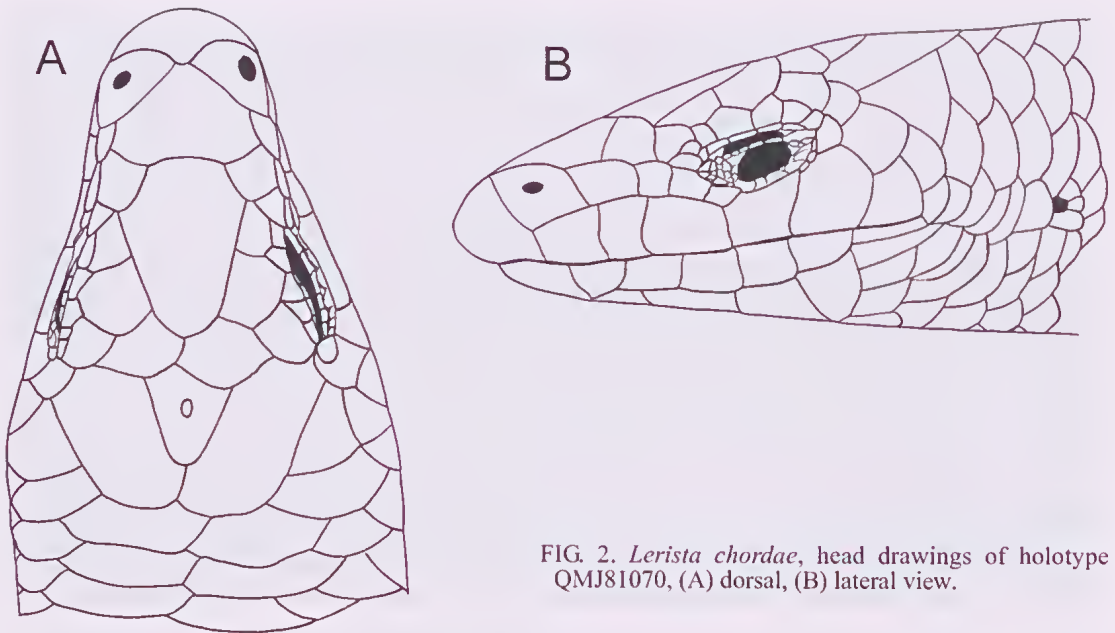 A
B
FIG. 2. Lerista chordae, head drawings of holotype
QMJ81070, (A) dorsal, (B) lateral view.